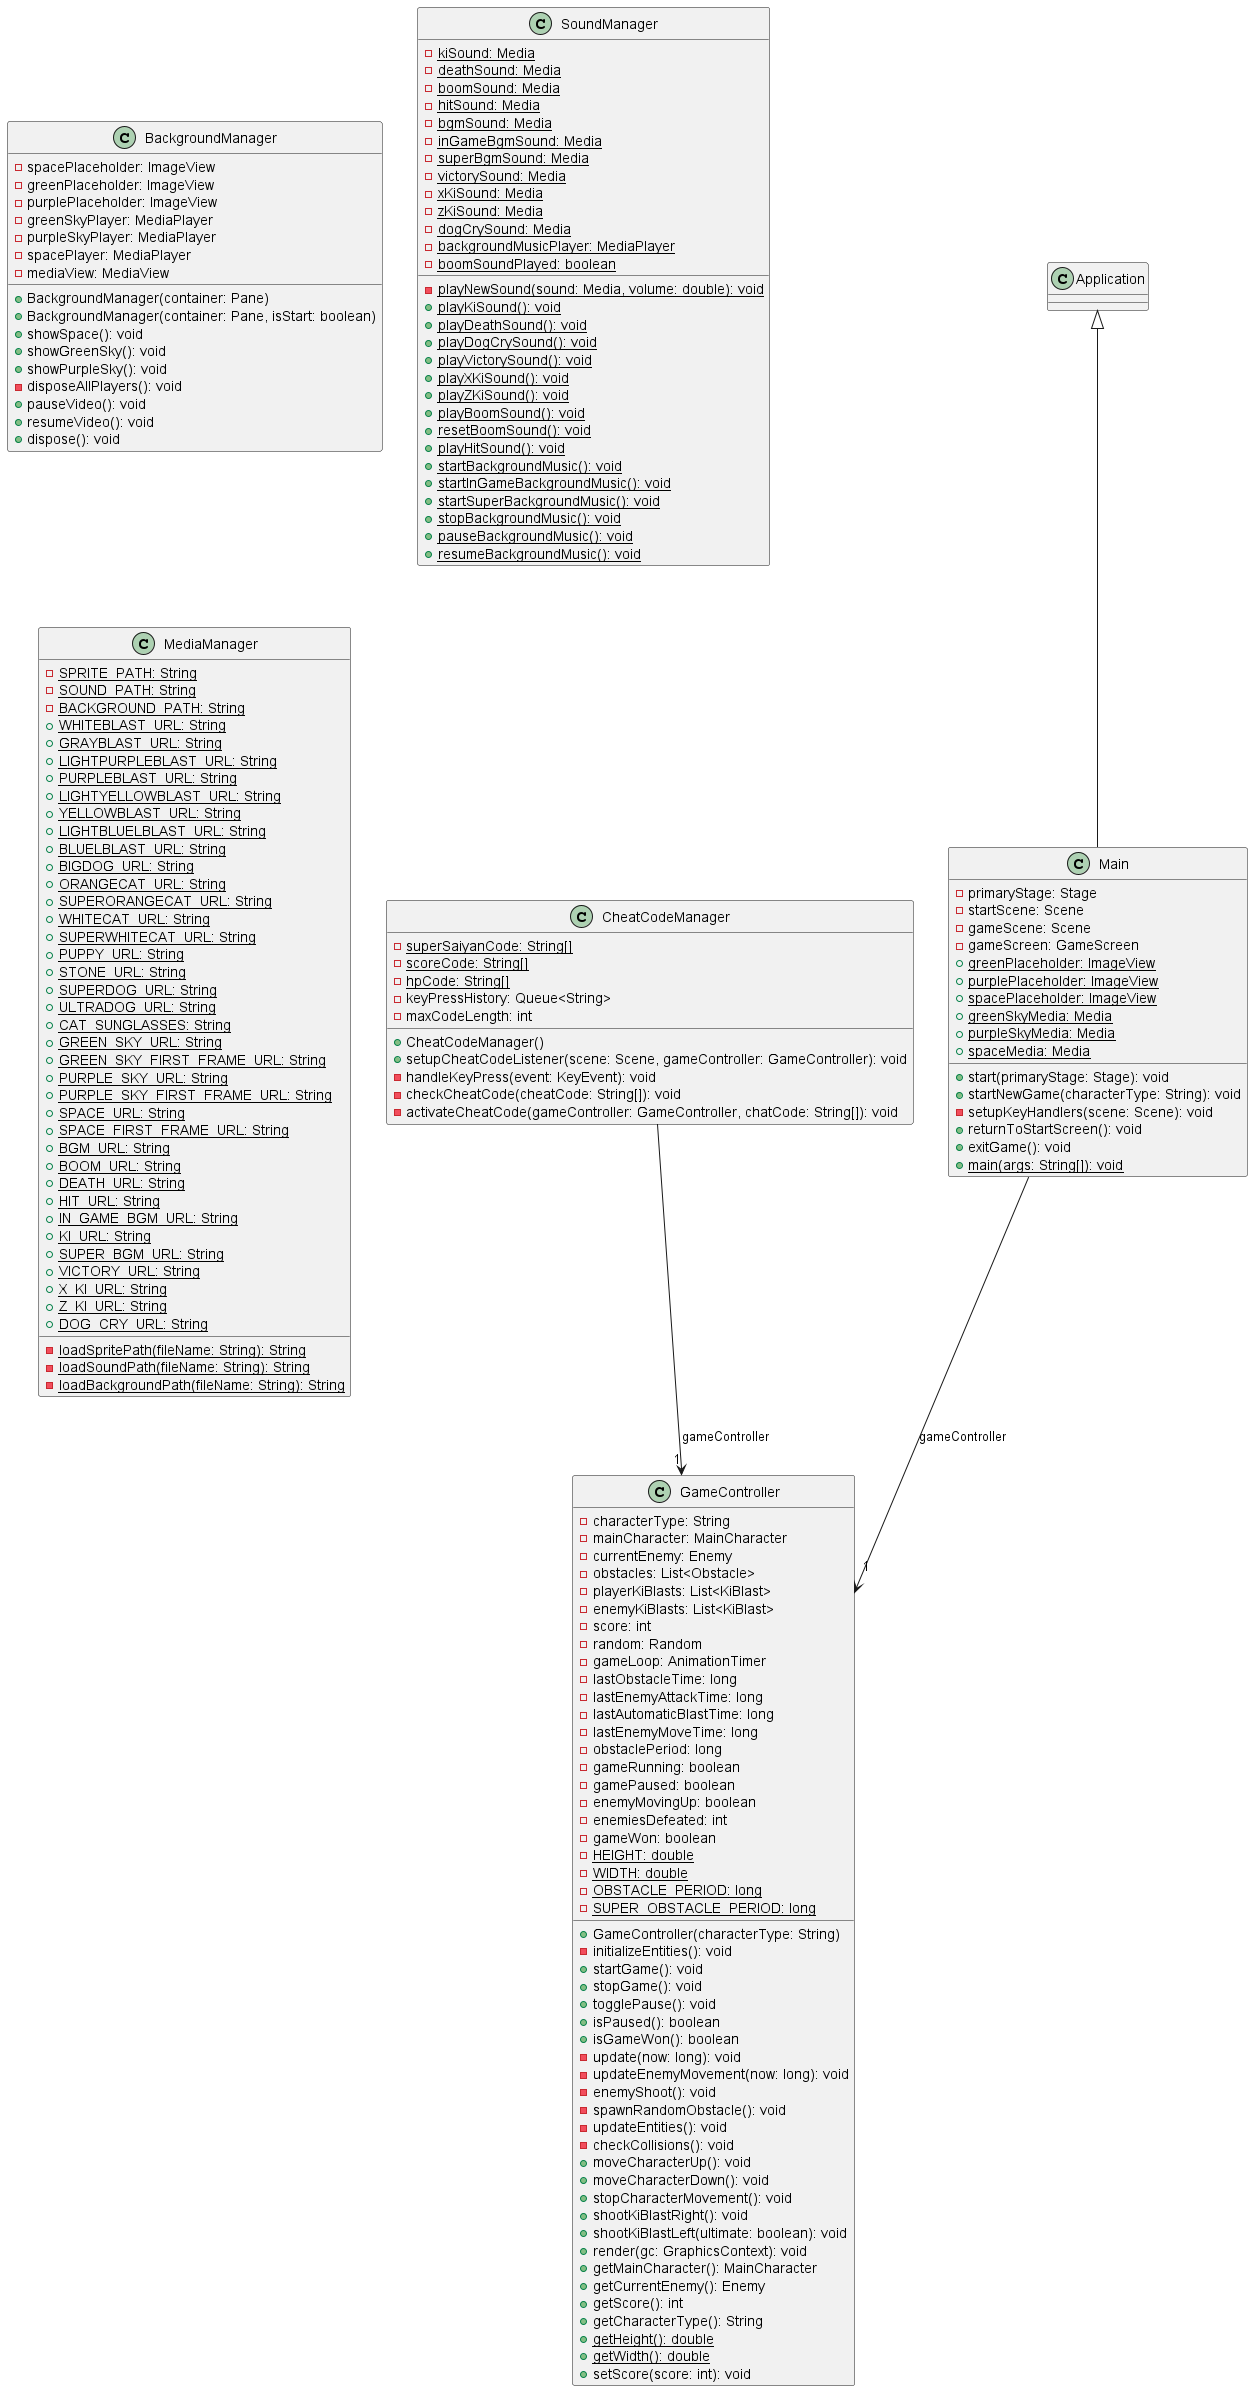 SoundManager
kiSound: Media
deathSound: Media
boomSound: Media
hitSound: Media
bgmSound: Media
inGameBgmSound: Media
superBgmSound: Media
victorySound: Media
xKiSound: Media
zKiSound: Media
dogCrySound: Media
backgroundMusicPlayer: MediaPlayer
boomSoundPlayed: boolean
playNewSound(sound: Media, volume: double): void
playKiSound(): void
playDeathSound(): void
playDogCrySound(): void
playVictorySound(): void
playXKiSound(): void
playZKiSound(): void
playBoomSound(): void
resetBoomSound(): void
playHitSound(): void
startBackgroundMusic(): void
startInGameBackgroundMusic(): void
startSuperBackgroundMusic(): void
stopBackgroundMusic(): void
pauseBackgroundMusic(): void
resumeBackgroundMusic(): void
BackgroundManager
spacePlaceholder: ImageView
greenPlaceholder: ImageView
purplePlaceholder: ImageView
greenSkyPlayer: MediaPlayer
purpleSkyPlayer: MediaPlayer
spacePlayer: MediaPlayer
mediaView: MediaView
BackgroundManager(container: Pane)
BackgroundManager(container: Pane, isStart: boolean)
showSpace(): void
showGreenSky(): void
showPurpleSky(): void
disposeAllPlayers(): void
pauseVideo(): void
resumeVideo(): void
dispose(): void
Application
MediaManager
SPRITE_PATH: String
SOUND_PATH: String
BACKGROUND_PATH: String
WHITEBLAST_URL: String
GRAYBLAST_URL: String
LIGHTPURPLEBLAST_URL: String
PURPLEBLAST_URL: String
LIGHTYELLOWBLAST_URL: String
YELLOWBLAST_URL: String
LIGHTBLUELBLAST_URL: String
BLUELBLAST_URL: String
BIGDOG_URL: String
ORANGECAT_URL: String
SUPERORANGECAT_URL: String
WHITECAT_URL: String
SUPERWHITECAT_URL: String
PUPPY_URL: String
STONE_URL: String
SUPERDOG_URL: String
ULTRADOG_URL: String
CAT_SUNGLASSES: String
GREEN_SKY_URL: String
GREEN_SKY_FIRST_FRAME_URL: String
PURPLE_SKY_URL: String
PURPLE_SKY_FIRST_FRAME_URL: String
SPACE_URL: String
SPACE_FIRST_FRAME_URL: String
BGM_URL: String
BOOM_URL: String
DEATH_URL: String
HIT_URL: String
IN_GAME_BGM_URL: String
KI_URL: String
SUPER_BGM_URL: String
VICTORY_URL: String
X_KI_URL: String
Z_KI_URL: String
DOG_CRY_URL: String
loadSpritePath(fileName: String): String
loadSoundPath(fileName: String): String
loadBackgroundPath(fileName: String): String
CheatCodeManager
superSaiyanCode: String[]
scoreCode: String[]
hpCode: String[]
keyPressHistory: Queue<String>
maxCodeLength: int
CheatCodeManager()
setupCheatCodeListener(scene: Scene, gameController: GameController): void
handleKeyPress(event: KeyEvent): void
checkCheatCode(cheatCode: String[]): void
activateCheatCode(gameController: GameController, chatCode: String[]): void
Main
primaryStage: Stage
startScene: Scene
gameScene: Scene
gameScreen: GameScreen
greenPlaceholder: ImageView
purplePlaceholder: ImageView
spacePlaceholder: ImageView
greenSkyMedia: Media
purpleSkyMedia: Media
spaceMedia: Media
start(primaryStage: Stage): void
startNewGame(characterType: String): void
setupKeyHandlers(scene: Scene): void
returnToStartScreen(): void
exitGame(): void
main(args: String[]): void
gameController
1
gameController
1
GameController
characterType: String
mainCharacter: MainCharacter
currentEnemy: Enemy
obstacles: List<Obstacle>
playerKiBlasts: List<KiBlast>
enemyKiBlasts: List<KiBlast>
score: int
random: Random
gameLoop: AnimationTimer
lastObstacleTime: long
lastEnemyAttackTime: long
lastAutomaticBlastTime: long
lastEnemyMoveTime: long
obstaclePeriod: long
gameRunning: boolean
gamePaused: boolean
enemyMovingUp: boolean
enemiesDefeated: int
gameWon: boolean
HEIGHT: double
WIDTH: double
OBSTACLE_PERIOD: long
SUPER_OBSTACLE_PERIOD: long
GameController(characterType: String)
initializeEntities(): void
startGame(): void
stopGame(): void
togglePause(): void
isPaused(): boolean
isGameWon(): boolean
update(now: long): void
updateEnemyMovement(now: long): void
enemyShoot(): void
spawnRandomObstacle(): void
updateEntities(): void
checkCollisions(): void
moveCharacterUp(): void
moveCharacterDown(): void
stopCharacterMovement(): void
shootKiBlastRight(): void
shootKiBlastLeft(ultimate: boolean): void
render(gc: GraphicsContext): void
getMainCharacter(): MainCharacter
getCurrentEnemy(): Enemy
getScore(): int
getCharacterType(): String
getHeight(): double
getWidth(): double
setScore(score: int): void